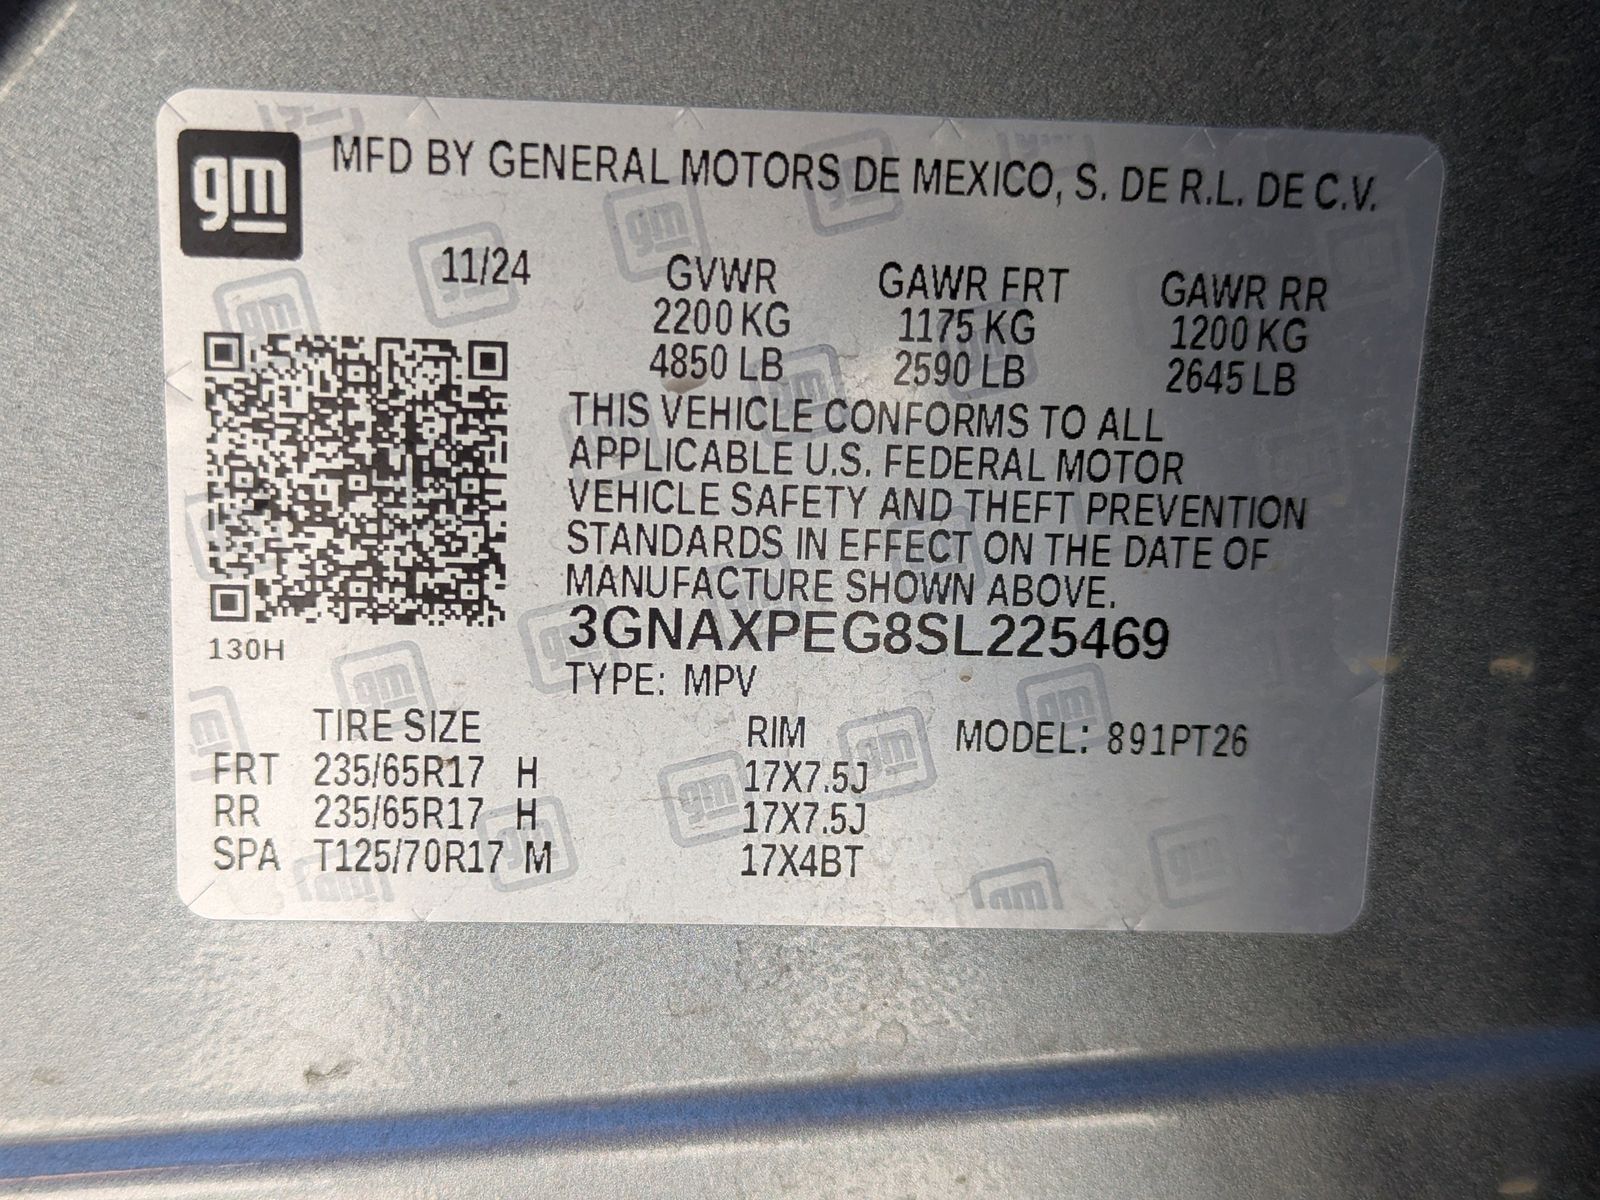 gm
MFD BY GENERAL MOTORS DE MEXICO, S. DE R.L. DE C.V.
11/24 GVWR GAWR FRT GAWR RR
2200 KG 1175 KG 1200 KG
4850 LB 2590 LB 2645 LB
THIS VEHICLE CONFORMS TO ALL
APPLICABLE U.S. FEDERAL MOTOR
VEHICLE SAFETY AND THEFT PREVENTION
STANDARDS IN EFFECT ON THE DATE OF
MANUFACTURE SHOWN ABOVE.
130H
3GNAXPEG8SL225469
TYPE: MPV
TIRE SIZE RIM MODEL: 891PT26
FRT 235/65R17 H 17X7.5J
RR 235/65R17 H 17X7.5J
SPA T125/70R17 M 17X4BT